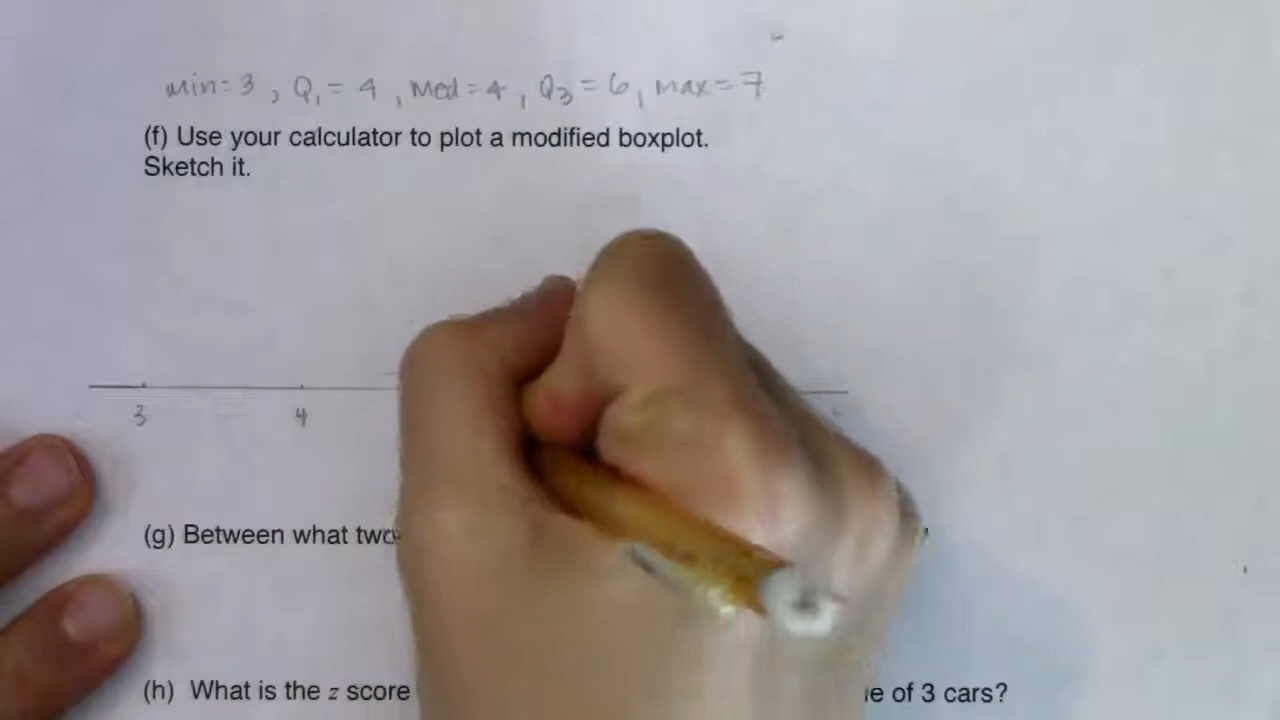 min=3, Q₁=4, med=4, Q₃=6, max=7
(f) Use your calculator to plot a modified boxplot.
Sketch it.
3 4
(g) Between what two
(h) What is the z score of 3 cars?